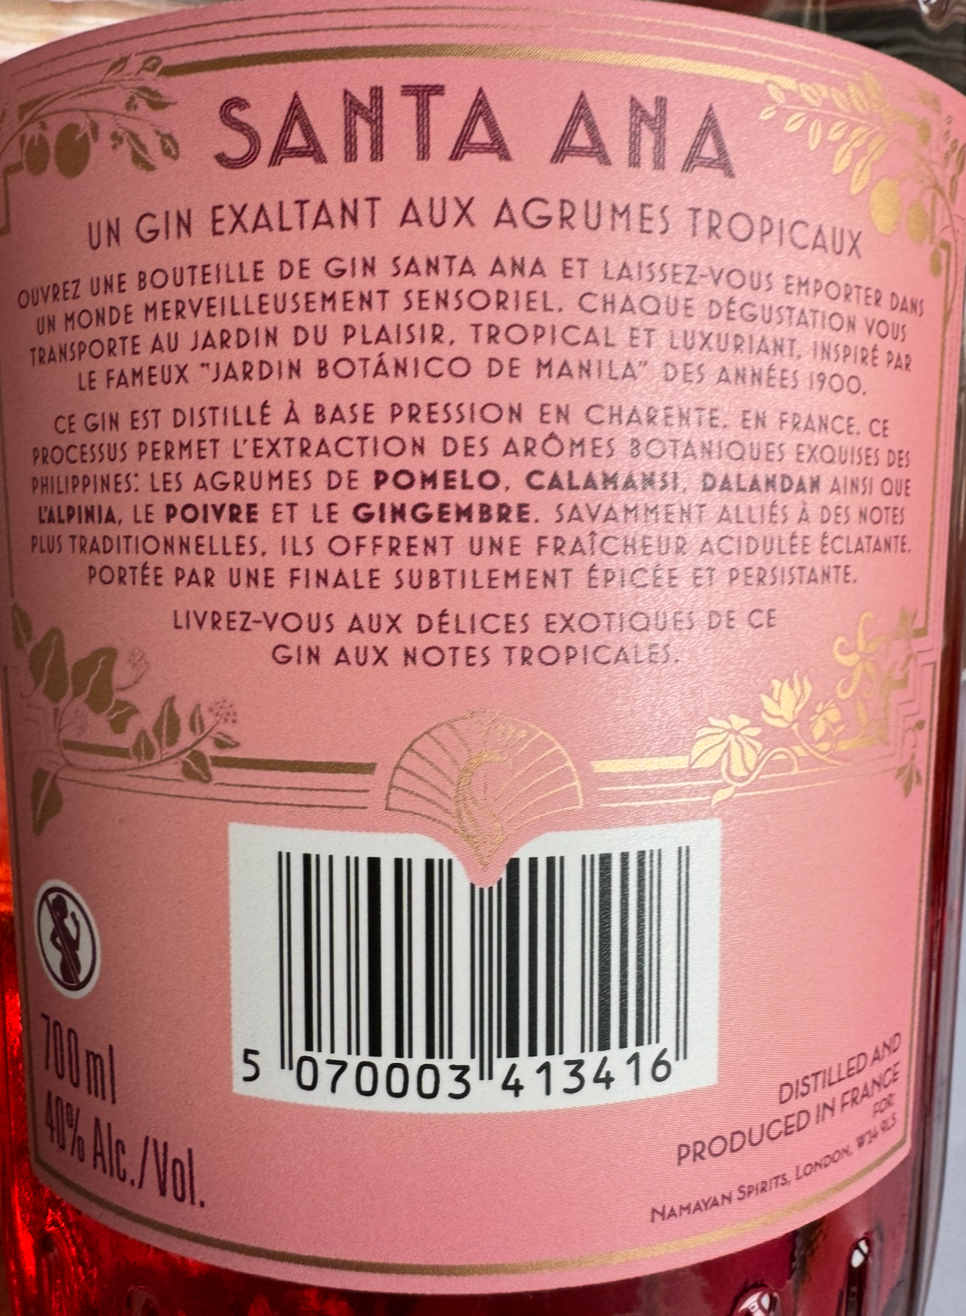 SANTA ANA
UN GIN EXALTANT AUX AGRUMES TROPICAUX
OUVREZ UNE BOUTEILLE DE GIN SANTA ANA ET LAISSEZ-VOUS EMPORTER DANS
UN MONDE MERVEILLEUSEMENT SENSORIEL. CHAQUE DÉGUSTATION VOUS
TRANSPORTE AU JARDIN DU PLAISIR, TROPICAL ET LUXURIANT, INSPIRÉ PAR
LE FAMEUX "JARDIN BOTÁNICO DE MANILA" DES ANNÉES 1900.
CE GIN EST DISTILLÉ À BASE PRESSION EN CHARENTE, EN FRANCE. CE
PROCESSUS PERMET L'EXTRACTION DES ARÔMES BOTANIQUES EXQUISES DES
PHILIPPINES: LES AGRUMES DE POMELO, CALAMANSI, DALANDAN AINSI QUE
L'ALPINIA, LE POIVRE ET LE GINGEMBRE. SAVAMMENT ALLIÉS À DES NOTES
PLUS TRADITIONNELLES, ILS OFFRENT UNE FRAÎCHEUR ACIDULÉE ÉCLATANTE,
PORTÉE PAR UNE FINALE SUBTILEMENT ÉPICÉE ET PERSISTANTE.
LIVREZ-VOUS AUX DÉLICES EXOTIQUES DE CE
GIN AUX NOTES TROPICALES.
5 070003 413416
700ml
40% Alc./Vol.
DISTILLED AND
PRODUCED IN FRANCE
FOR:
NAMAYAN SPIRITS, LONDON, W14 9LS